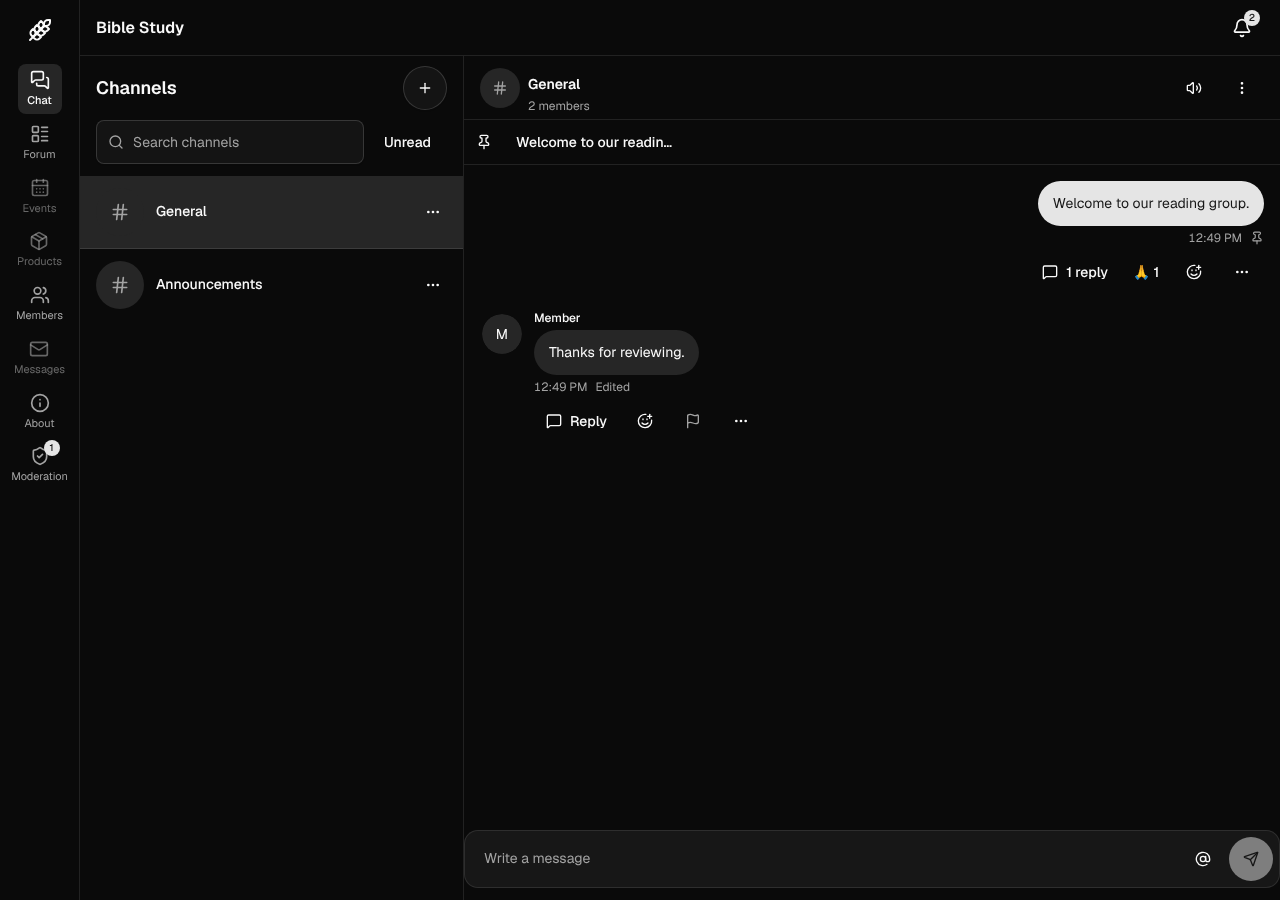 Bible Study
2
Chat
Forum
Events
Products
Members
Messages
About
1
Moderation
Channels
Search channels
Unread
General
Announcements
General
2 members
Welcome to our readin...
Welcome to our reading group.
12:49 PM
1 reply
🙏 1
M
Member
Thanks for reviewing.
12:49 PM Edited
Reply
Write a message